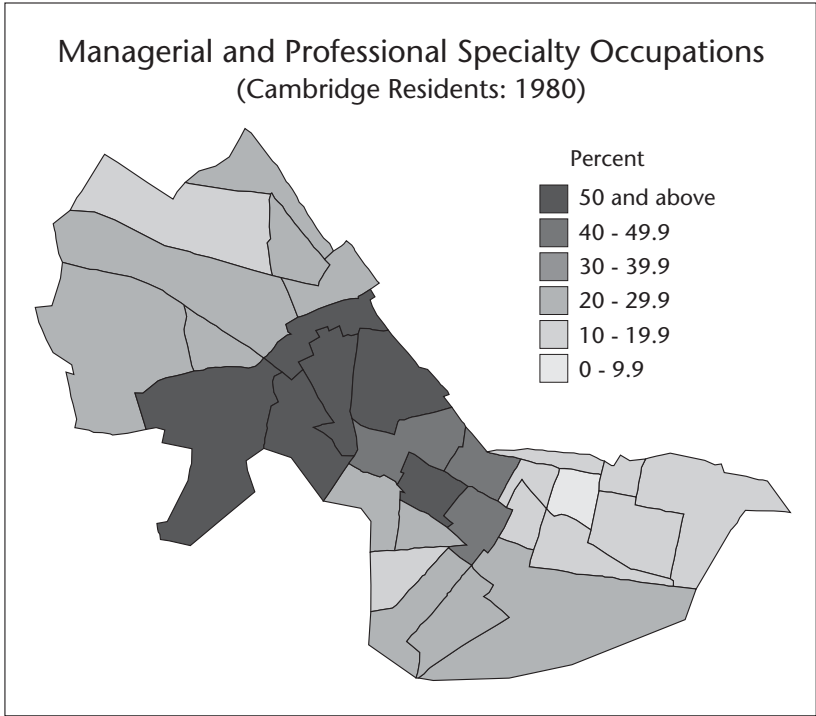 Managerial and Professional Specialty Occupations
(Cambridge Residents: 1980)
Percent
50 and above
40 - 49.9
30 - 39.9
20 - 29.9
10 - 19.9
0 - 9.9